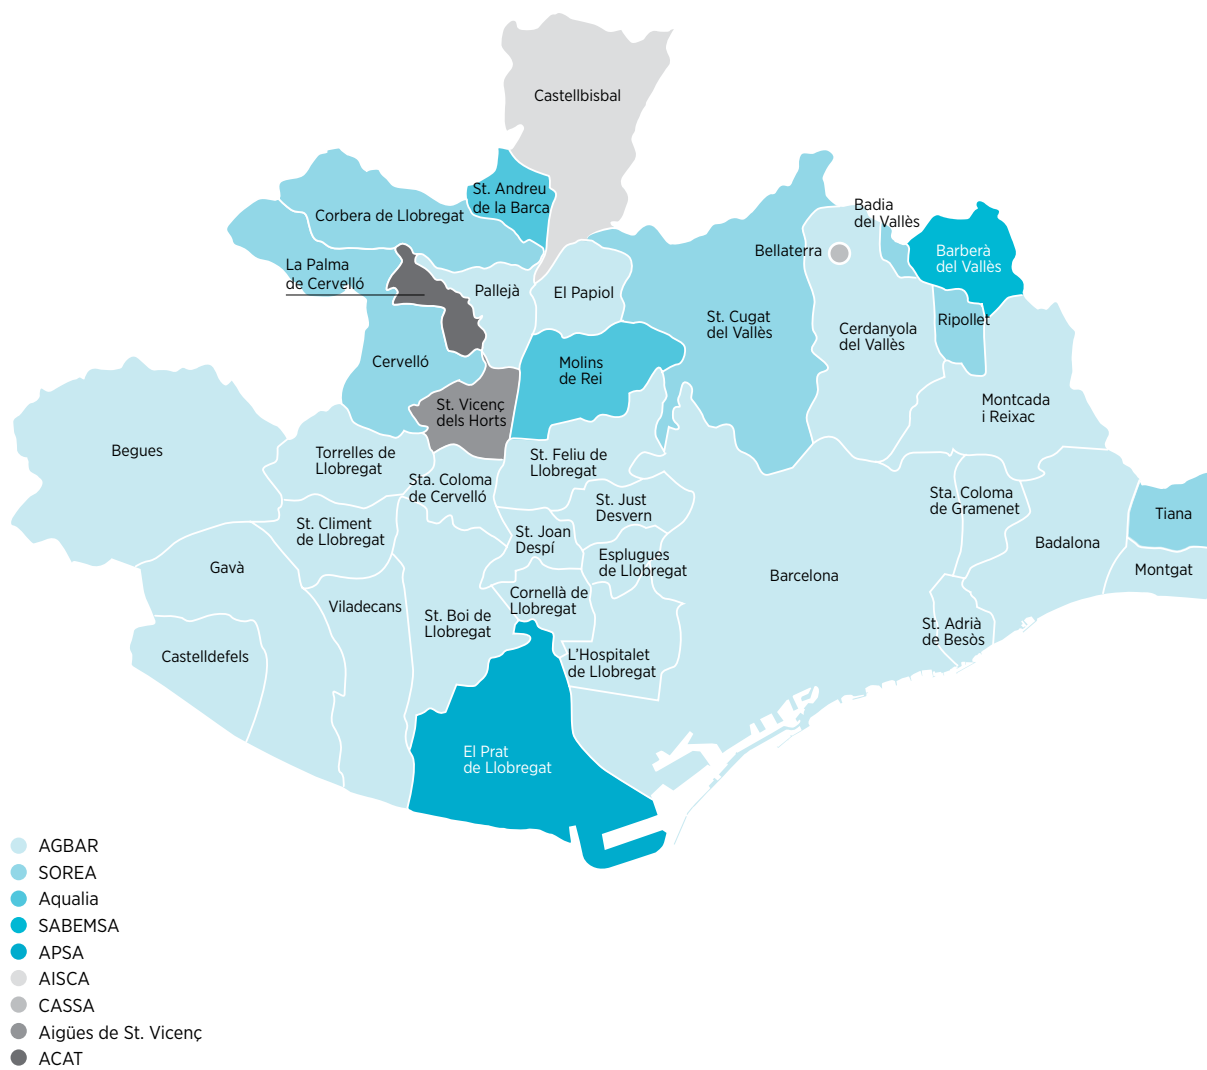 Castellbisbal
St. Andreu
de la Barca
Corbera de Llobregat
Badia
del Vallès
Bellaterra
Barberà
del Vallès
La Palma
de Cervelló
Pallejà
El Papiol
St. Cugat
del Vallès
Cerdanyola
del Vallès
Ripollet
Cervelló
Molins
de Rei
St. Vicenç
dels Horts
Montcada
i Reixac
Begues
Torrelles de
Llobregat
St. Feliu de
Llobregat
Sta. Coloma
de Cervelló
St. Just
Desvern
Sta. Coloma
de Gramenet
Tiana
St. Climent
de Llobregat
St. Joan
Despí
Badalona
Esplugues
de Llobregat
Gavà
Barcelona
Montgat
Viladecans
Cornellà de
Llobregat
St. Boi de
Llobregat
St. Adrià
de Besòs
Castelldefels
L’Hospitalet
de Llobregat
El Prat
de Llobregat
AGBAR
SOREA
Aqualia
SABEMSA
APSA
AISCA
CASSA
Aigües de St. Vicenç
ACAT